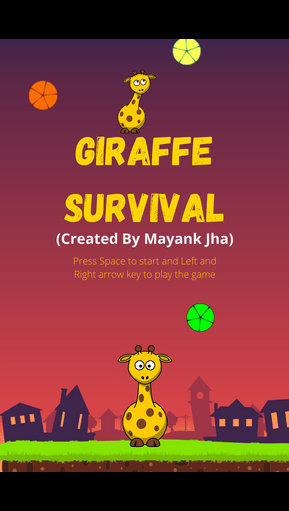 GIRAFFE
SURVIVAL
(Created By Mayank Jha)
Press Space to start and Left and
Right arrow key to play the game